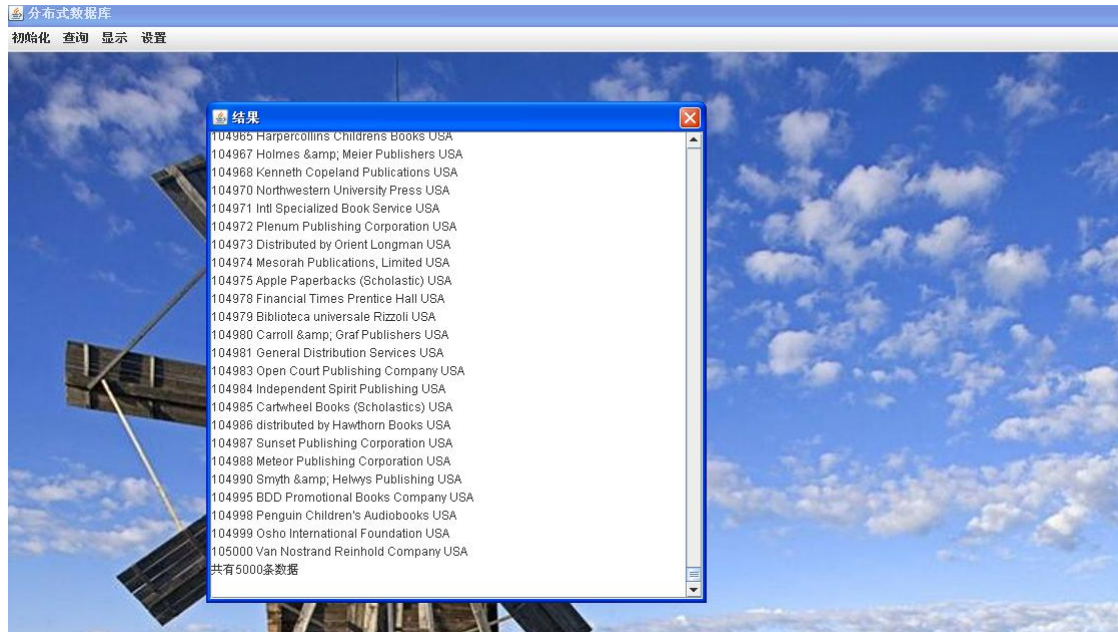 分布式数据库
初始化 查询 显示 设置
结果
104965 Harpercollins Childrens Books USA
104967 Holmes &amp; Meier Publishers USA
104968 Kenneth Copeland Publications USA
104970 Northwestern University Press USA
104971 Intl Specialized Book Service USA
104972 Plenum Publishing Corporation USA
104973 Distributed by Orient Longman USA
104974 Mesorah Publications, Limited USA
104975 Apple Paperbacks (Scholastic) USA
104978 Financial Times Prentice Hall USA
104979 Biblioteca universale Rizzoli USA
104980 Carroll &amp; Graf Publishers USA
104981 General Distribution Services USA
104983 Open Court Publishing Company USA
104984 Independent Spirit Publishing USA
104985 Cartwheel Books (Scholastics) USA
104986 distributed by Hawthorn Books USA
104987 Sunset Publishing Corporation USA
104988 Meteor Publishing Corporation USA
104990 Smyth &amp; Helwys Publishing USA
104995 BDD Promotional Books Company USA
104998 Penguin Children's Audiobooks USA
104999 Osho International Foundation USA
105000 Van Nostrand Reinhold Company USA
共有5000条数据